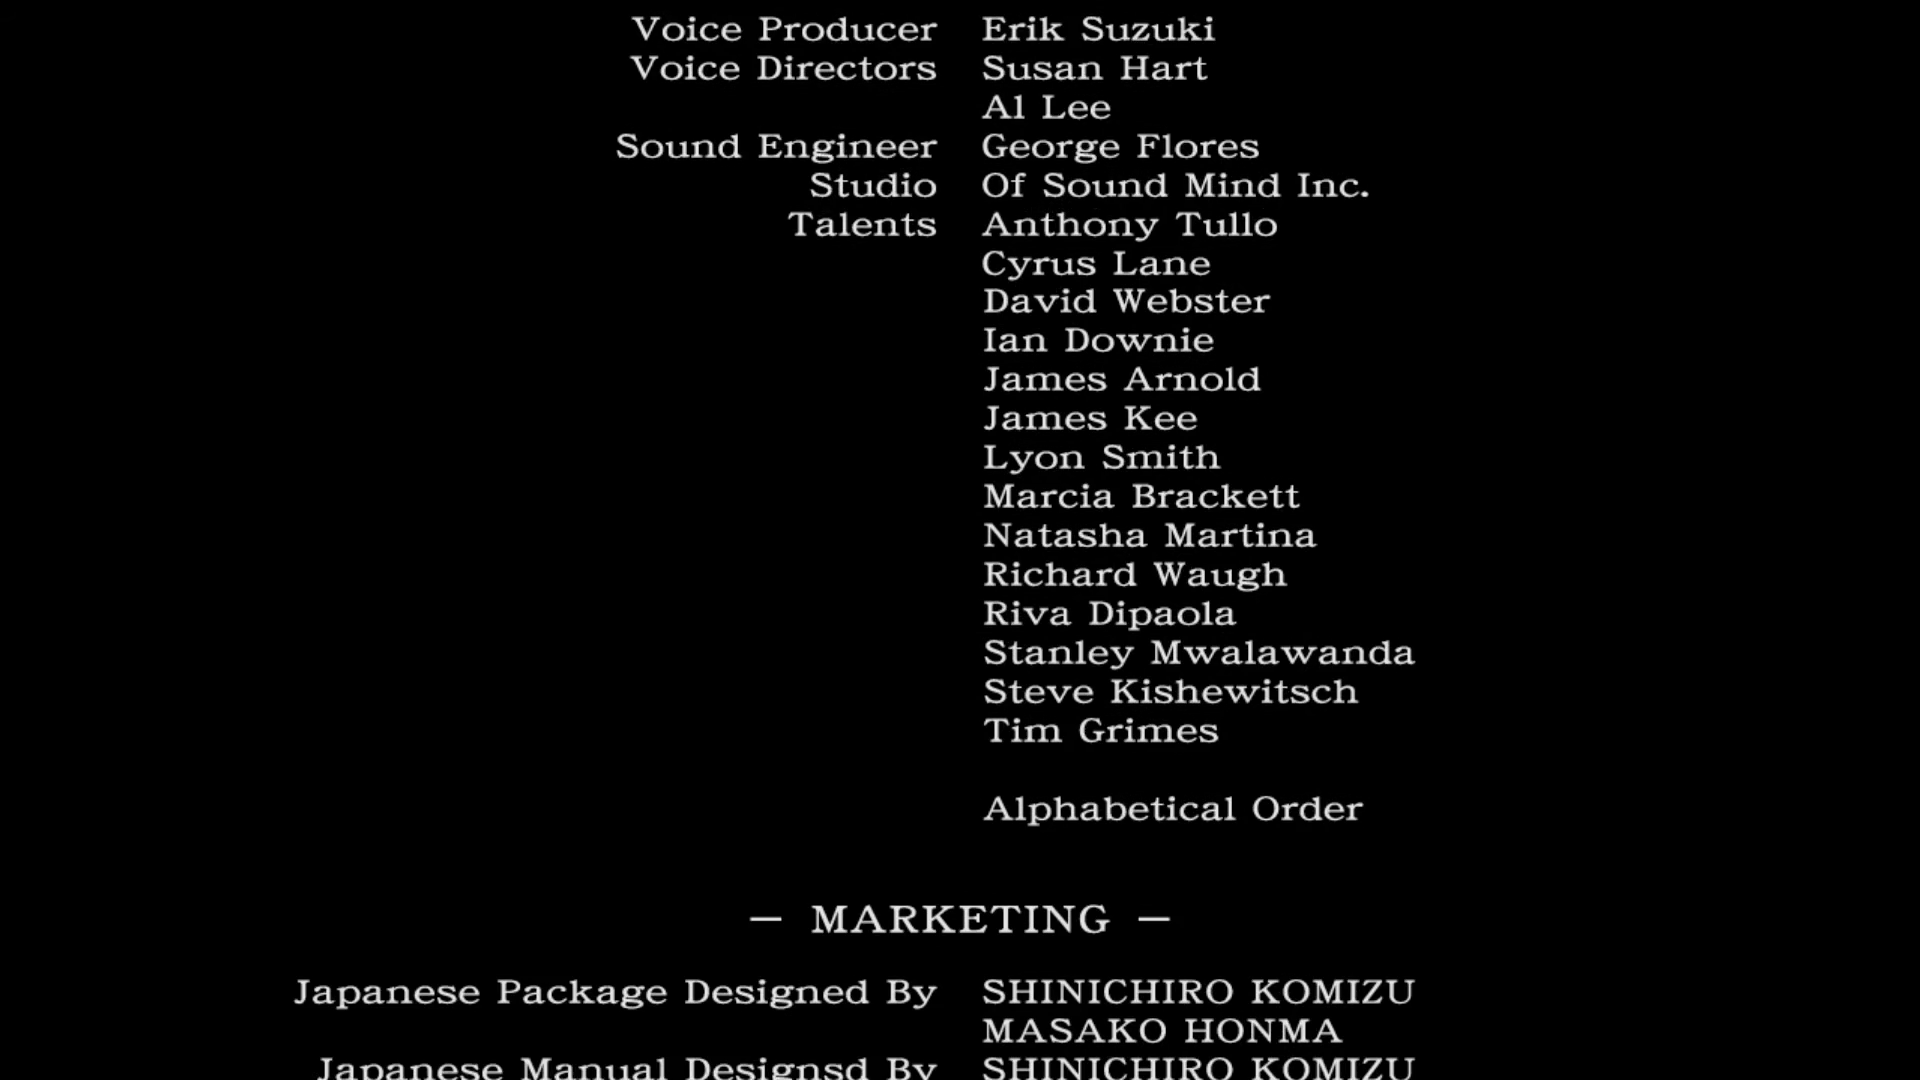 Voice Producer Erik Suzuki
Voice Directors Susan Hart
Al Lee
Sound Engineer George Flores
Studio Of Sound Mind Inc.
Talents Anthony Tullo
Cyrus Lane
David Webster
Ian Downie
James Arnold
James Kee
Lyon Smith
Marcia Brackett
Natasha Martina
Richard Waugh
Riva Dipaola
Stanley Mwalawanda
Steve Kishewitsch
Tim Grimes
Alphabetical Order
— MARKETING —
Japanese Package Designed By SHINICHIRO KOMIZU
MASAKO HONMA
Japanese Manual Designsd By SHINICHIRO KOMIZU